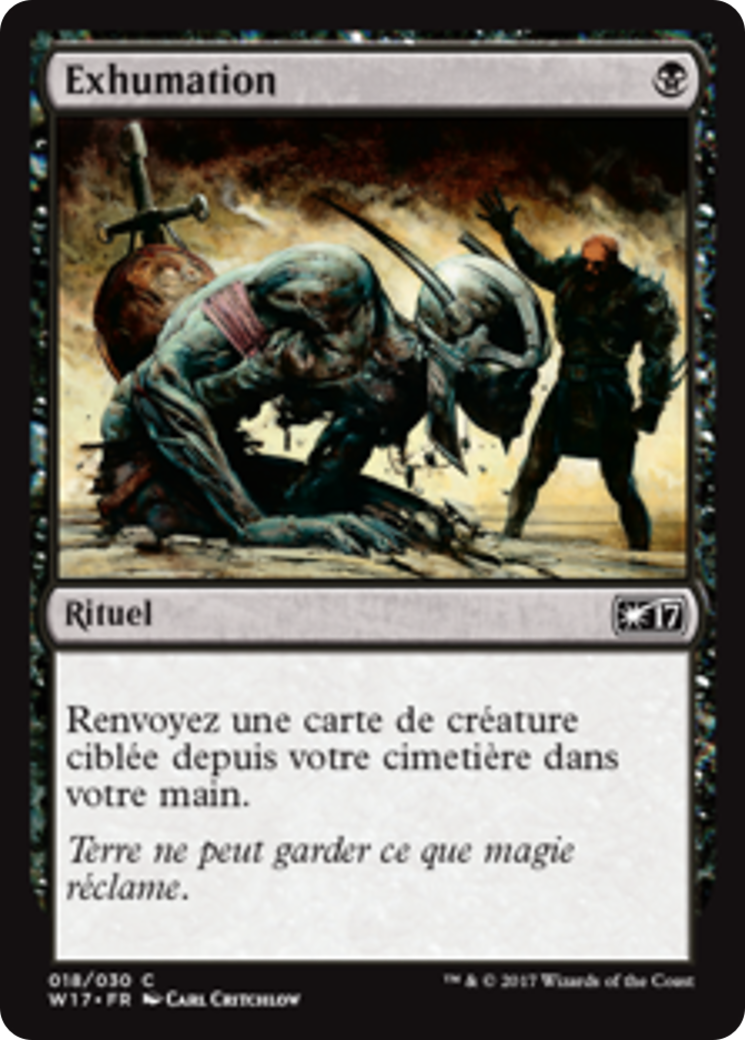 Exhumation
Rituel
17
Renvoyez une carte de créature
ciblée depuis votre cimetière dans
votre main.
Terre ne peut garder ce que magie
réclame.
018/030 C
W17 • FR Carl Critchlow
™ & © 2017 Wizards of the Coast